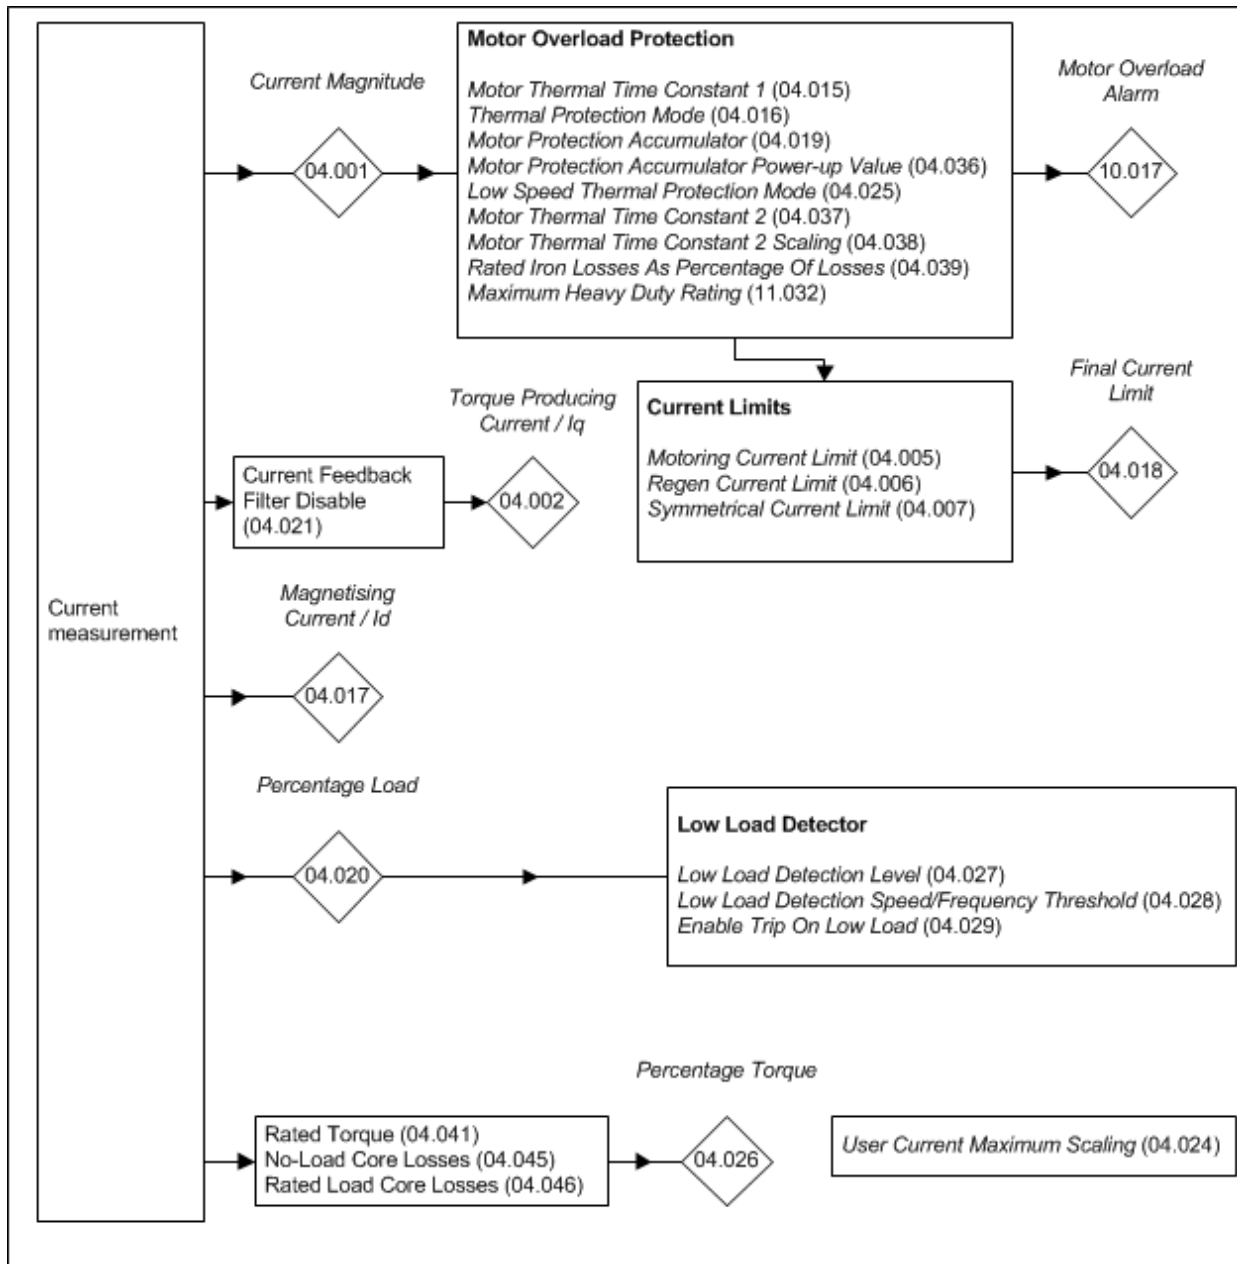 Current
measurement
Current Magnitude
04.001
Motor Overload Protection
Motor Thermal Time Constant 1 (04.015)
Thermal Protection Mode (04.016)
Motor Protection Accumulator (04.019)
Motor Protection Accumulator Power-up Value (04.036)
Low Speed Thermal Protection Mode (04.025)
Motor Thermal Time Constant 2 (04.037)
Motor Thermal Time Constant 2 Scaling (04.038)
Rated Iron Losses As Percentage Of Losses (04.039)
Maximum Heavy Duty Rating (11.032)
Motor Overload
Alarm
10.017
Current Feedback
Filter Disable
(04.021)
Torque Producing
Current / Iq
04.002
Current Limits
Motoring Current Limit (04.005)
Regen Current Limit (04.006)
Symmetrical Current Limit (04.007)
Final Current
Limit
04.018
Magnetising
Current / Id
04.017
Percentage Load
04.020
Low Load Detector
Low Load Detection Level (04.027)
Low Load Detection Speed/Frequency Threshold (04.028)
Enable Trip On Low Load (04.029)
Rated Torque (04.041)
No-Load Core Losses (04.045)
Rated Load Core Losses (04.046)
Percentage Torque
04.026
User Current Maximum Scaling (04.024)